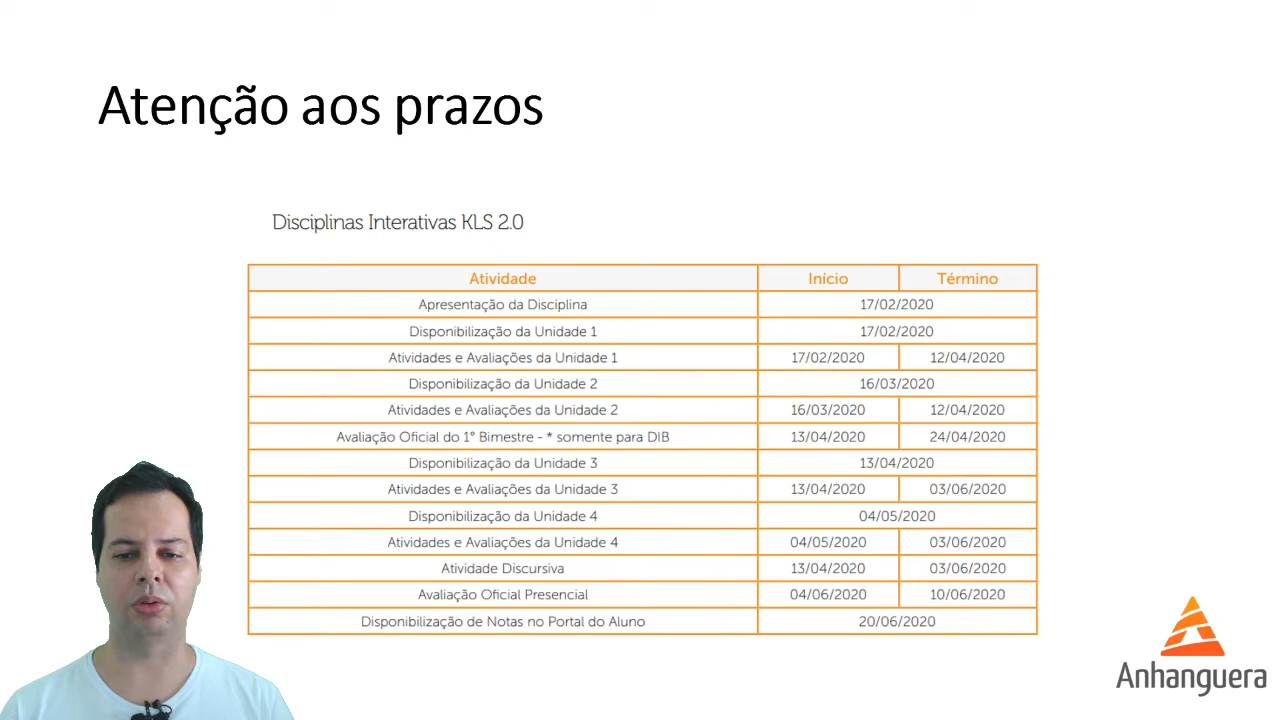 Atenção aos prazos
Disciplinas Interativas KLS 2.0
Atividade Início Término
Apresentação da Disciplina 17/02/2020
Disponibilização da Unidade 1 17/02/2020
Atividades e Avaliações da Unidade 1 17/02/2020 12/04/2020
Disponibilização da Unidade 2 16/03/2020
Atividades e Avaliações da Unidade 2 16/03/2020 12/04/2020
Avaliação Oficial do 1° Bimestre - * somente para DIB 13/04/2020 24/04/2020
Disponibilização da Unidade 3 13/04/2020
Atividades e Avaliações da Unidade 3 13/04/2020 03/06/2020
Disponibilização da Unidade 4 04/05/2020
Atividades e Avaliações da Unidade 4 04/05/2020 03/06/2020
Atividade Discursiva 13/04/2020 03/06/2020
Avaliação Oficial Presencial 04/06/2020 10/06/2020
Disponibilização de Notas no Portal do Aluno 20/06/2020
Anhanguera